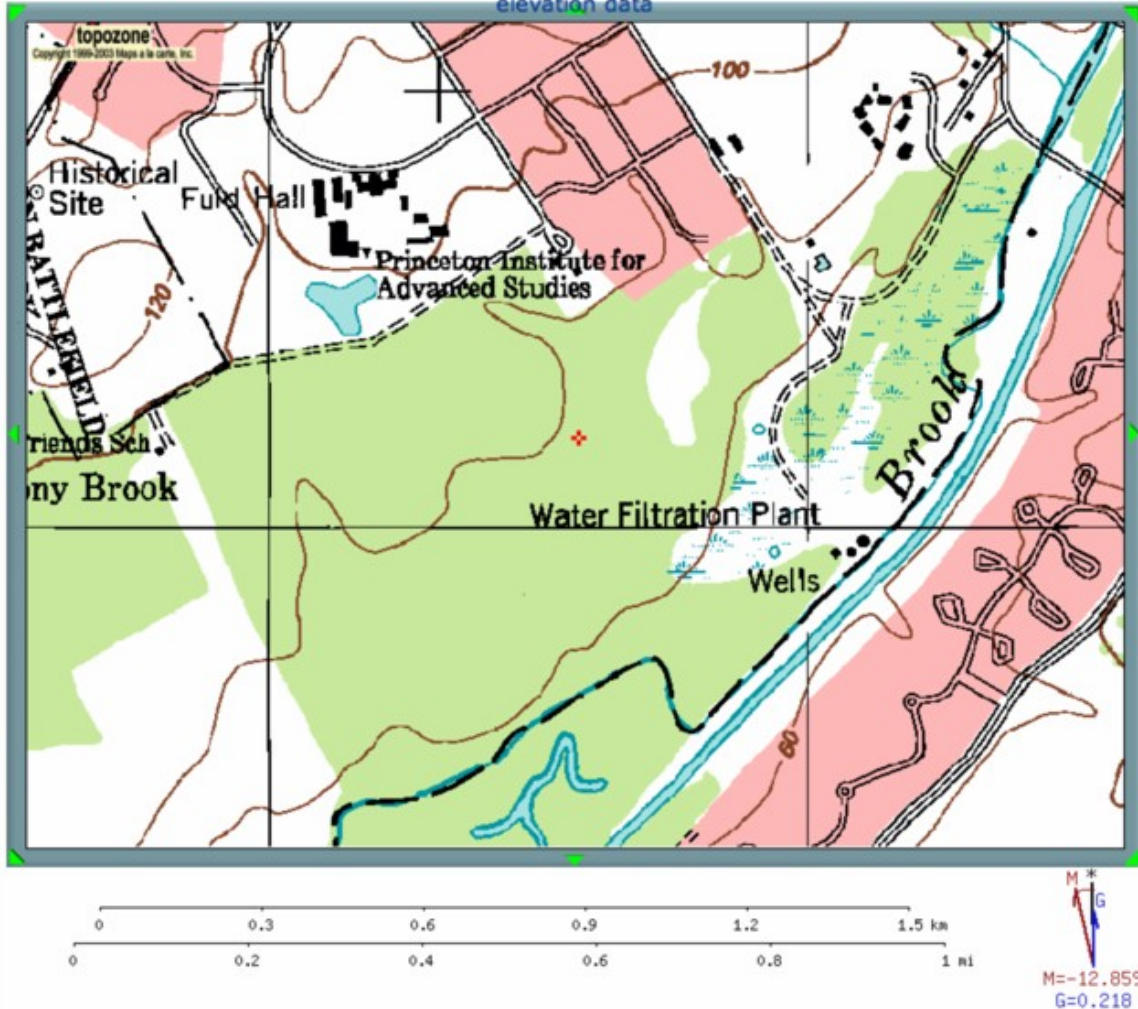 elevation data
topozone
Copyright 1999-2003 Maps a la carte, Inc.
100
Historical
Site
Fuld Hall
BATTLEFIELD
120
Princeton Institute for
Advanced Studies
Friends Sch
ny Brook
Brook
Water Filtration Plant
Wells
60
0 0.3 0.6 0.9 1.2 1.5 km
0 0.2 0.4 0.6 0.8 1 mi
M *
G
M=-12.859
G=0.218